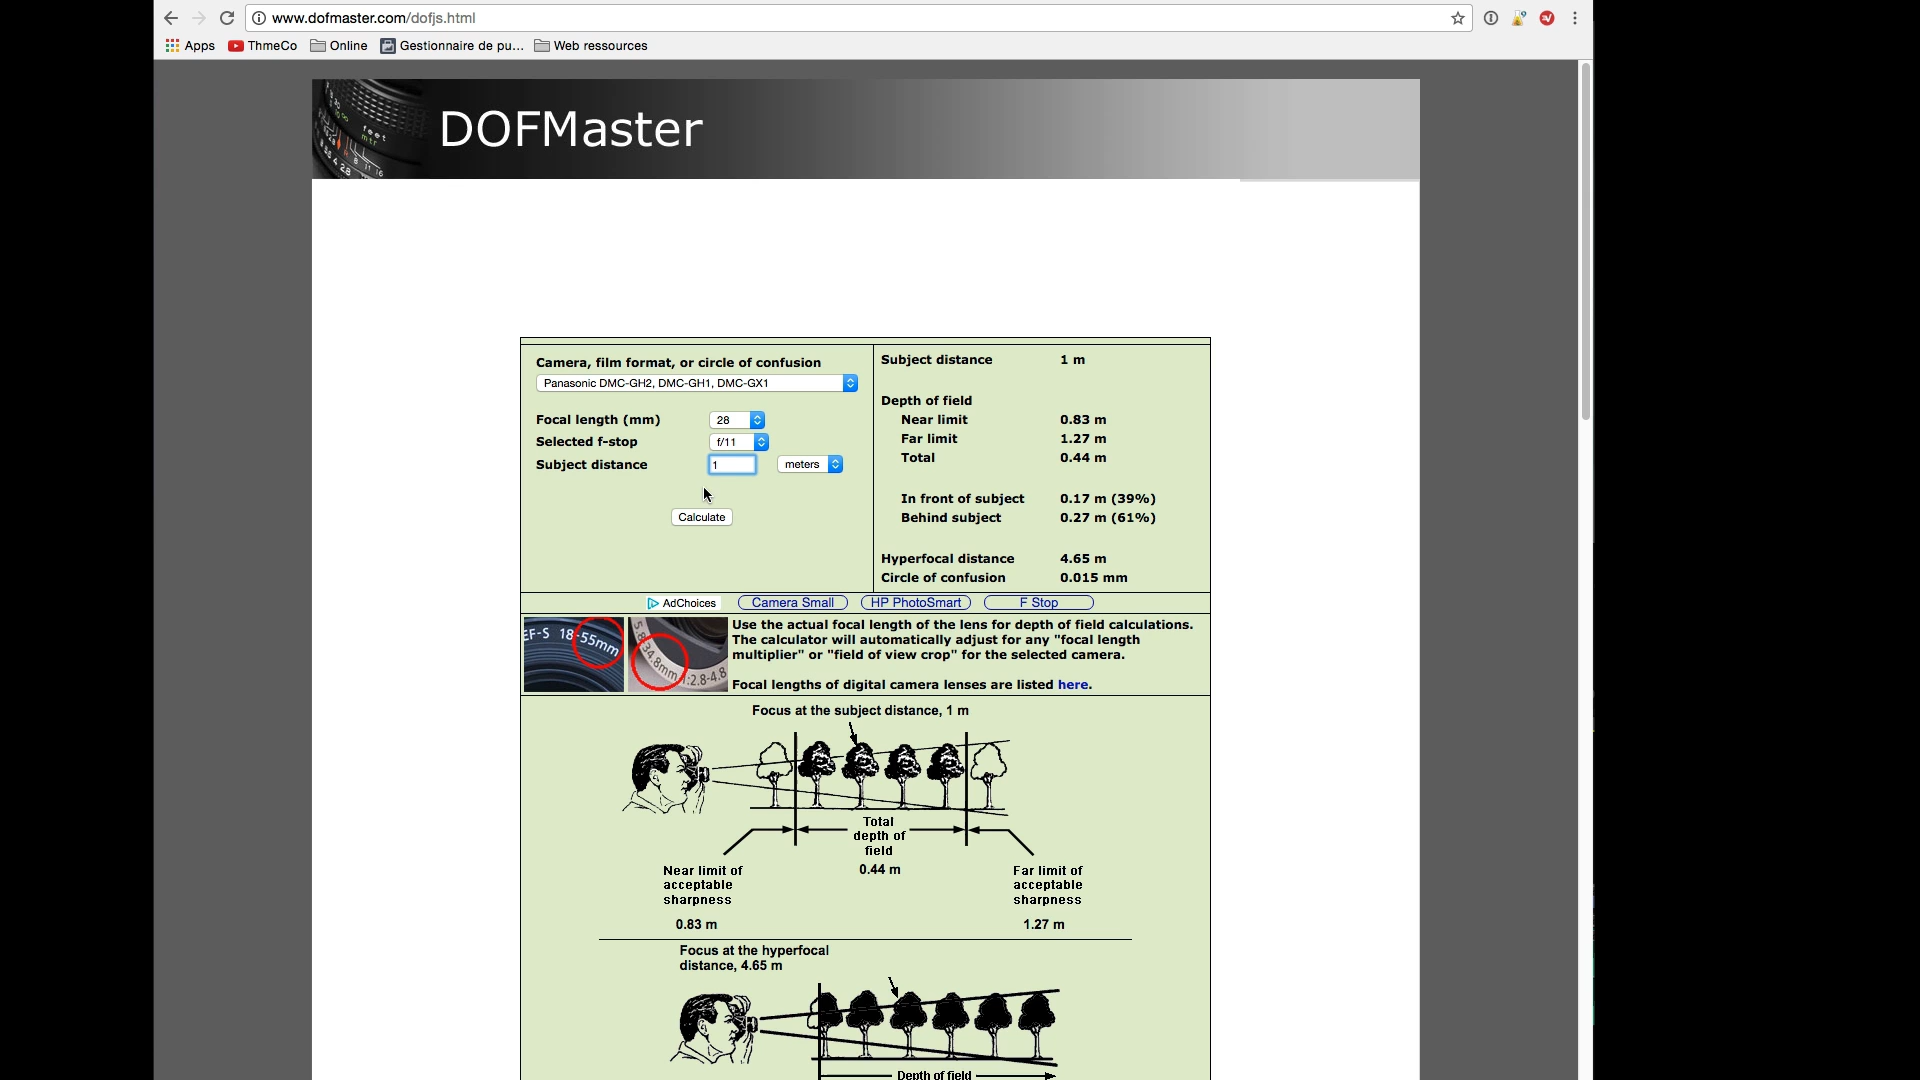 www.dofmaster.com/dofjs.html
Apps ThmeCo Online Gestionnaire de pu... Web ressources
DOFMaster
feet
Camera, film format, or circle of confusion
Panasonic DMC-GH2, DMC-GH1, DMC-GX1
Focal length (mm) 28
Selected f-stop f/11
Subject distance 1 meters
Calculate
Subject distance 1 m
Depth of field
Near limit 0.83 m
Far limit 1.27 m
Total 0.44 m
In front of subject 0.17 m (39%)
Behind subject 0.27 m (61%)
Hyperfocal distance 4.65 m
Circle of confusion 0.015 mm
AdChoices Camera Small HP PhotoSmart F Stop
EF-S 18-55mm
34.8mm 1:2.8-4.8
Use the actual focal length of the lens for depth of field calculations.
The calculator will automatically adjust for any "focal length
multiplier" or "field of view crop" for the selected camera.
Focal lengths of digital camera lenses are listed here.
Focus at the subject distance, 1 m
Total
depth of
field
0.44 m
Near limit of
acceptable
sharpness
0.83 m
Far limit of
acceptable
sharpness
1.27 m
Focus at the hyperfocal
distance, 4.65 m
Depth of field